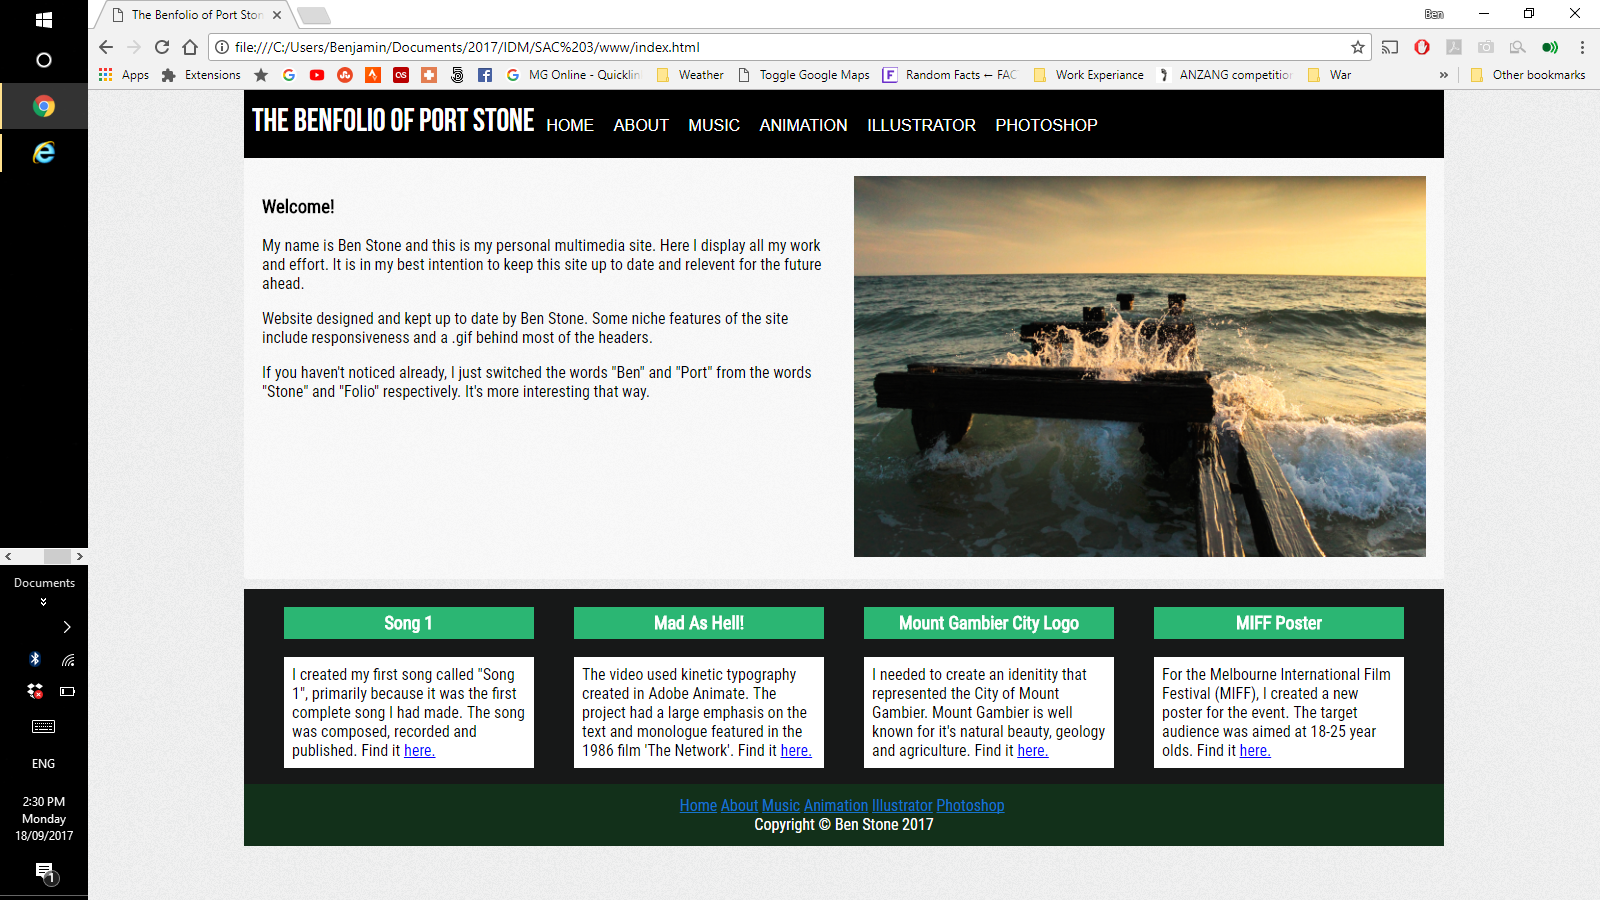 The Benfolio of Port Ston
Ben
file:///C:/Users/Benjamin/Documents/2017/IDM/SAC%203/www/index.html
Apps Extensions MG Online - Quicklin Weather Toggle Google Maps Random Facts ← FAC Work Experiance ANZANG competitio War » Other bookmarks
THE BENFOLIO OF PORT STONE HOME ABOUT MUSIC ANIMATION ILLUSTRATOR PHOTOSHOP
Welcome!
My name is Ben Stone and this is my personal multimedia site. Here I display all my work
and effort. It is in my best intention to keep this site up to date and relevent for the future
ahead.
Website designed and kept up to date by Ben Stone. Some niche features of the site
include responsiveness and a .gif behind most of the headers.
If you haven't noticed already, I just switched the words "Ben" and "Port" from the words
"Stone" and "Folio" respectively. It's more interesting that way.
Song 1
I created my first song called "Song
1", primarily because it was the first
complete song I had made. The song
was composed, recorded and
published. Find it here.
Mad As Hell!
The video used kinetic typography
created in Adobe Animate. The
project had a large emphasis on the
text and monologue featured in the
1986 film 'The Network'. Find it here.
Mount Gambier City Logo
I needed to create an idenitity that
represented the City of Mount
Gambier. Mount Gambier is well
known for it's natural beauty, geology
and agriculture. Find it here.
MIFF Poster
For the Melbourne International Film
Festival (MIFF), I created a new
poster for the event. The target
audience was aimed at 18-25 year
olds. Find it here.
Home About Music Animation Illustrator Photoshop
Copyright © Ben Stone 2017
Documents
ENG
2:30 PM
Monday
18/09/2017
1